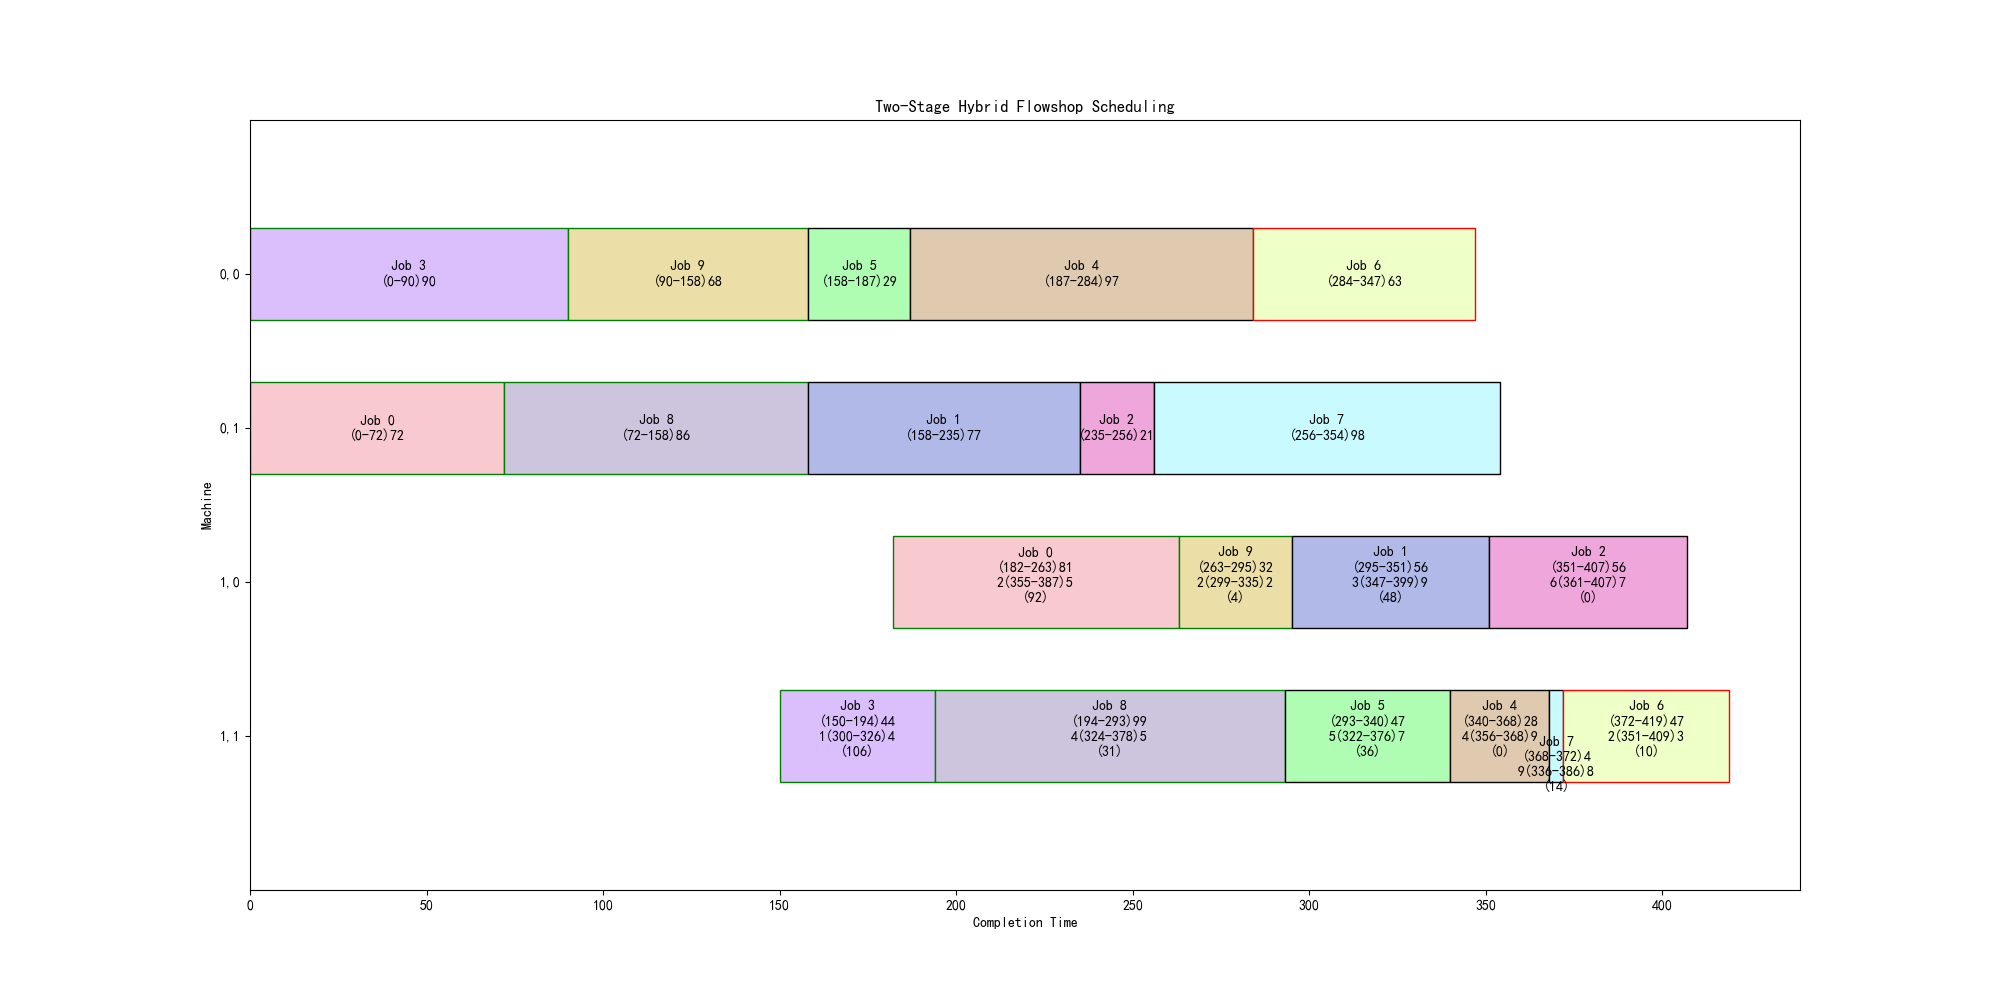 Two-Stage Hybrid Flowshop Scheduling
Machine
0,0
Job 3
(0-90)90
Job 9
(90-158)68
Job 5
(158-187)29
Job 4
(187-284)97
Job 6
(284-347)63
0,1
Job 0
(0-72)72
Job 8
(72-158)86
Job 1
(158-235)77
Job 2
(235-256)21
Job 7
(256-354)98
1,0
Job 0
(182-263)81
2(355-387)5
(92)
Job 9
(263-295)32
2(299-335)2
(4)
Job 1
(295-351)56
3(347-399)9
(48)
Job 2
(351-407)56
6(361-407)7
(0)
1,1
Job 3
(150-194)44
1(300-326)4
(106)
Job 8
(194-293)99
4(324-378)5
(31)
Job 5
(293-340)47
5(322-376)7
(36)
Job 4
(340-368)28
4(356-368)9
(0)
Job 7
(368-372)4
9(336-386)8
(14)
Job 6
(372-419)47
2(351-409)3
(10)
0 50 100 150 200 250 300 350 400
Completion Time